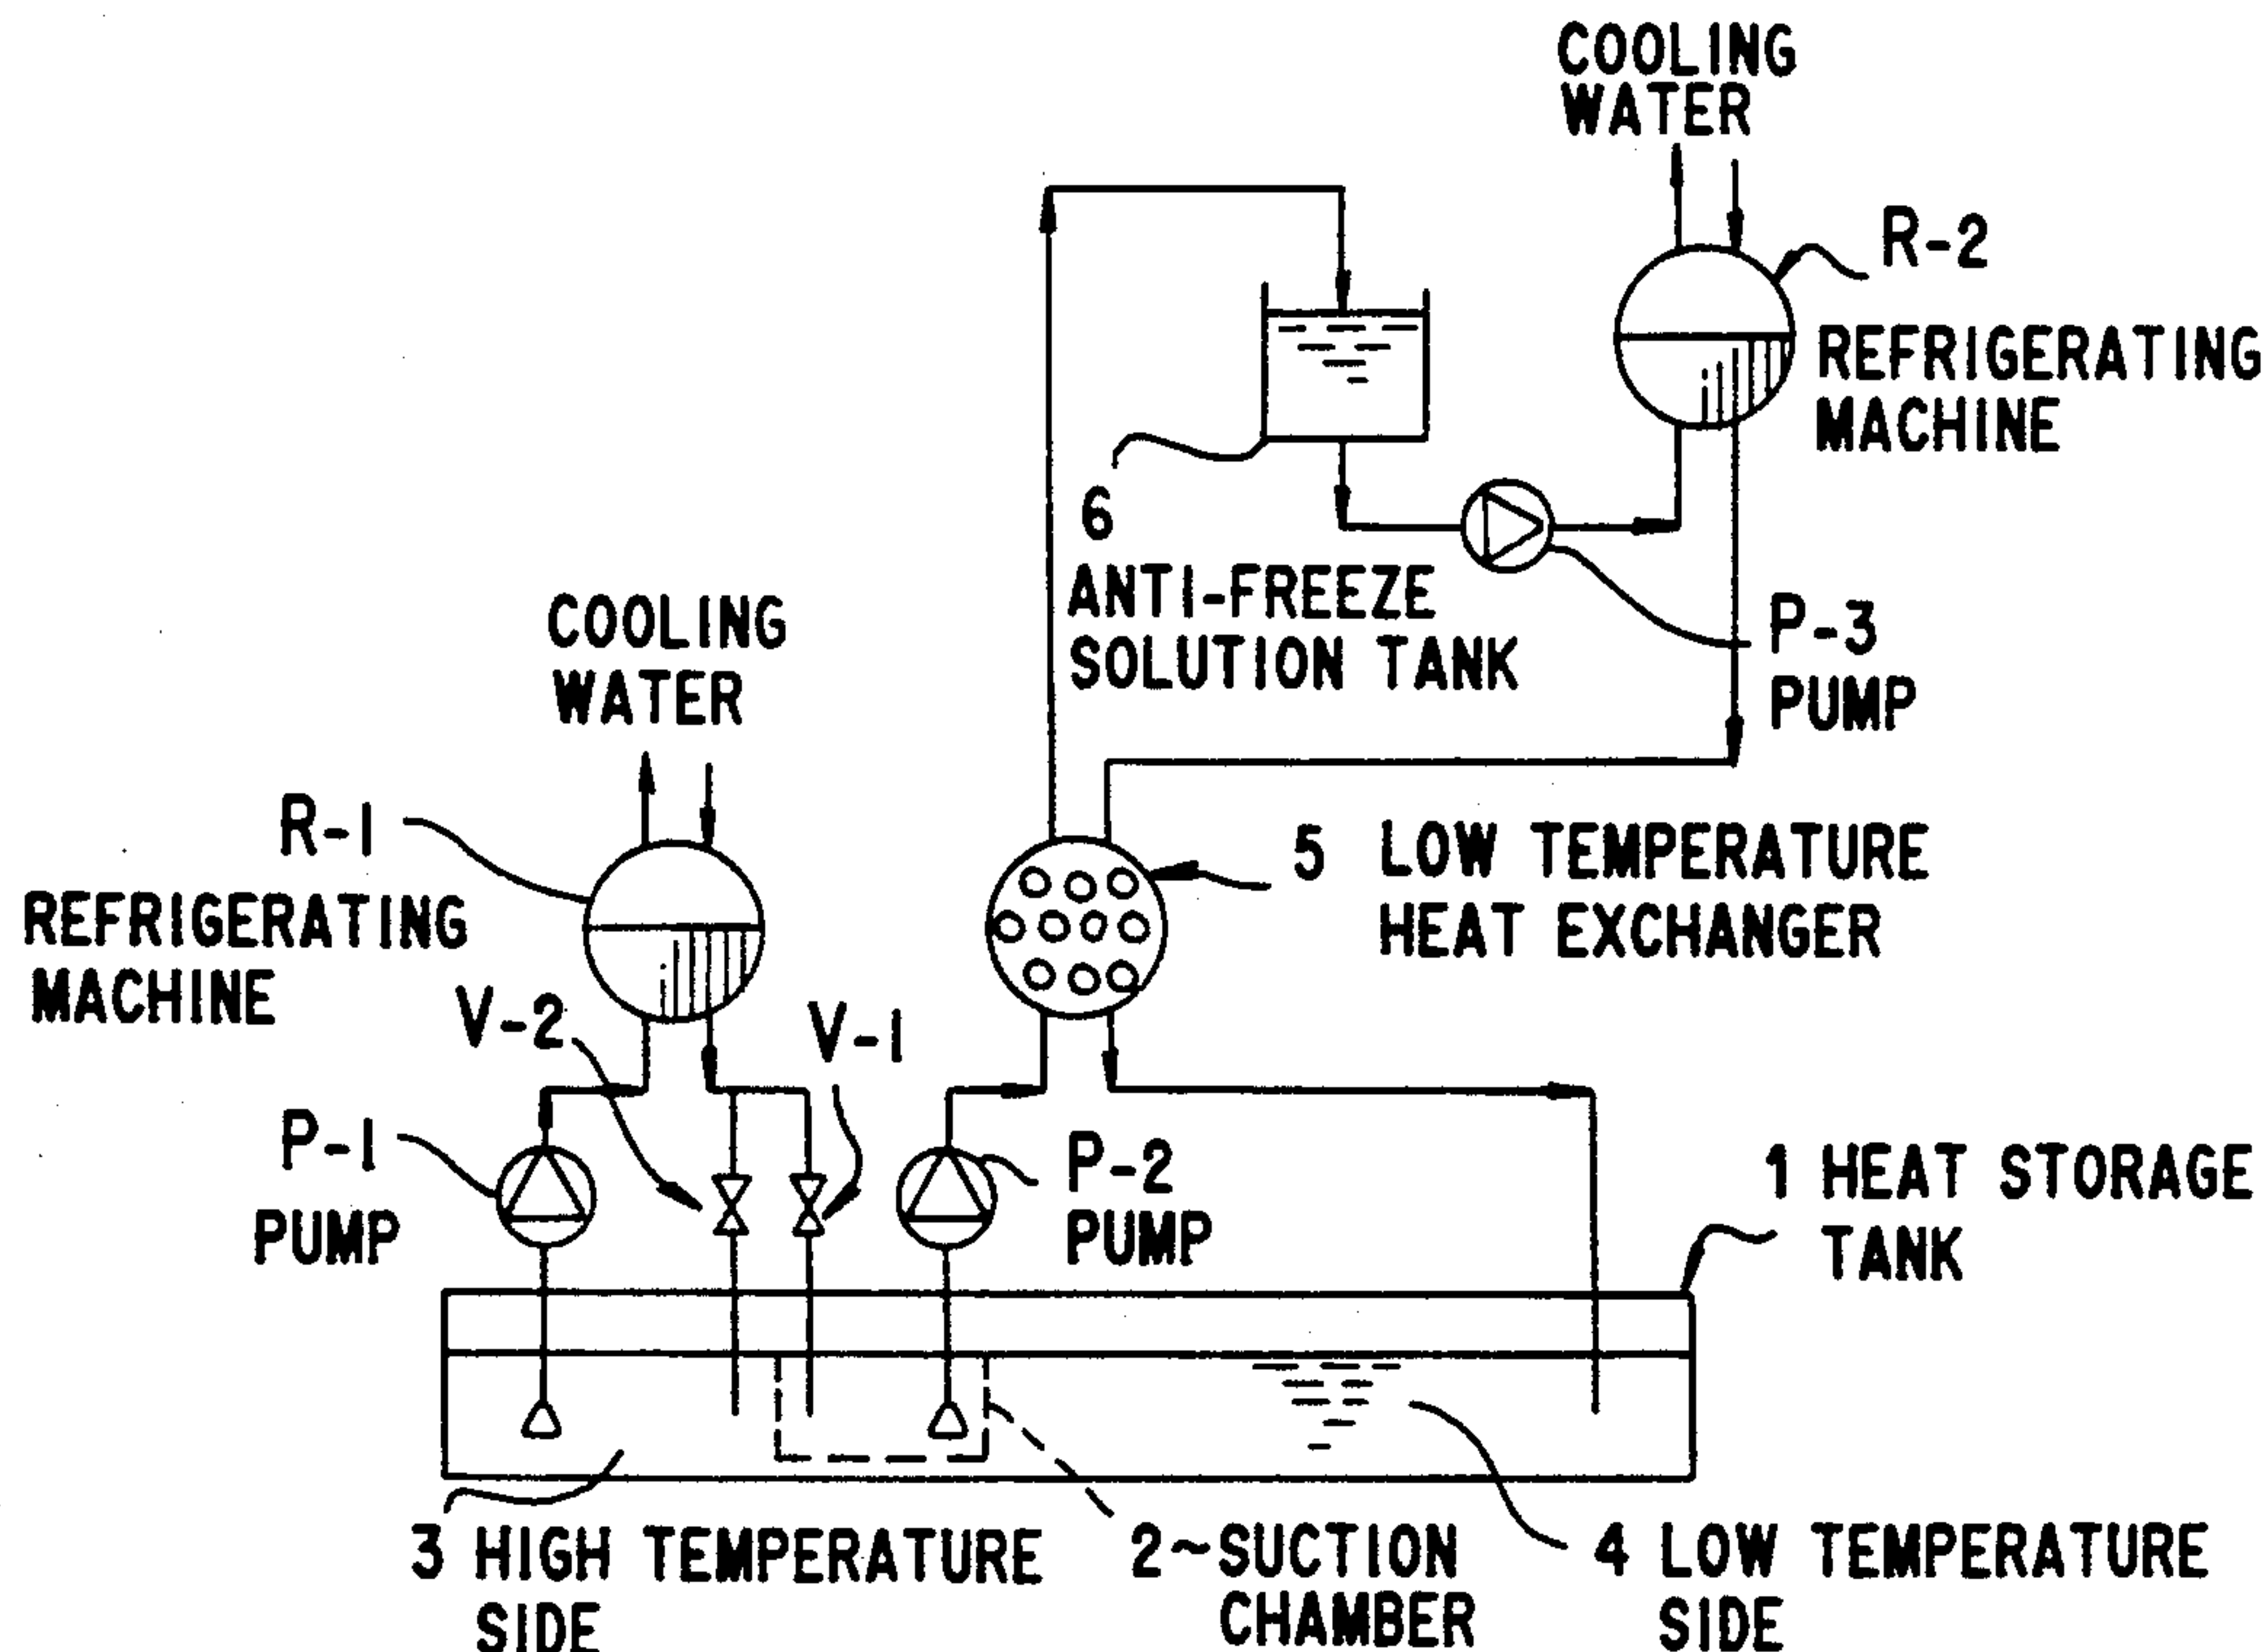 COOLING
WATER
R-2
REFRIGERATING
MACHINE
6
ANTI-FREEZE
SOLUTION TANK
P-3
PUMP
COOLING
WATER
R-1
REFRIGERATING
MACHINE
5 LOW TEMPERATURE
HEAT EXCHANGER
V-2
V-1
P-1
PUMP
P-2
PUMP
1 HEAT STORAGE
TANK
3 HIGH TEMPERATURE
SIDE
2~SUCTION
CHAMBER
4 LOW TEMPERATURE
SIDE